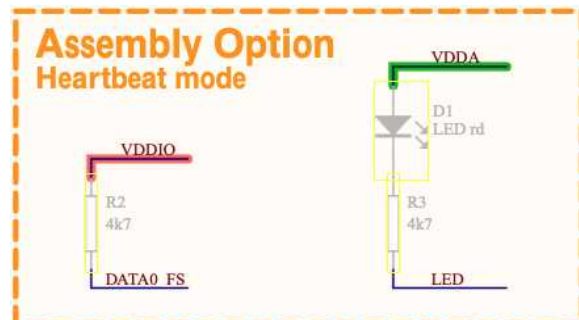 Assembly Option
Heartbeat mode
VDDIO
R2
4k7
DATA0_FS
VDDA
D1
LED rd
R3
4k7
LED